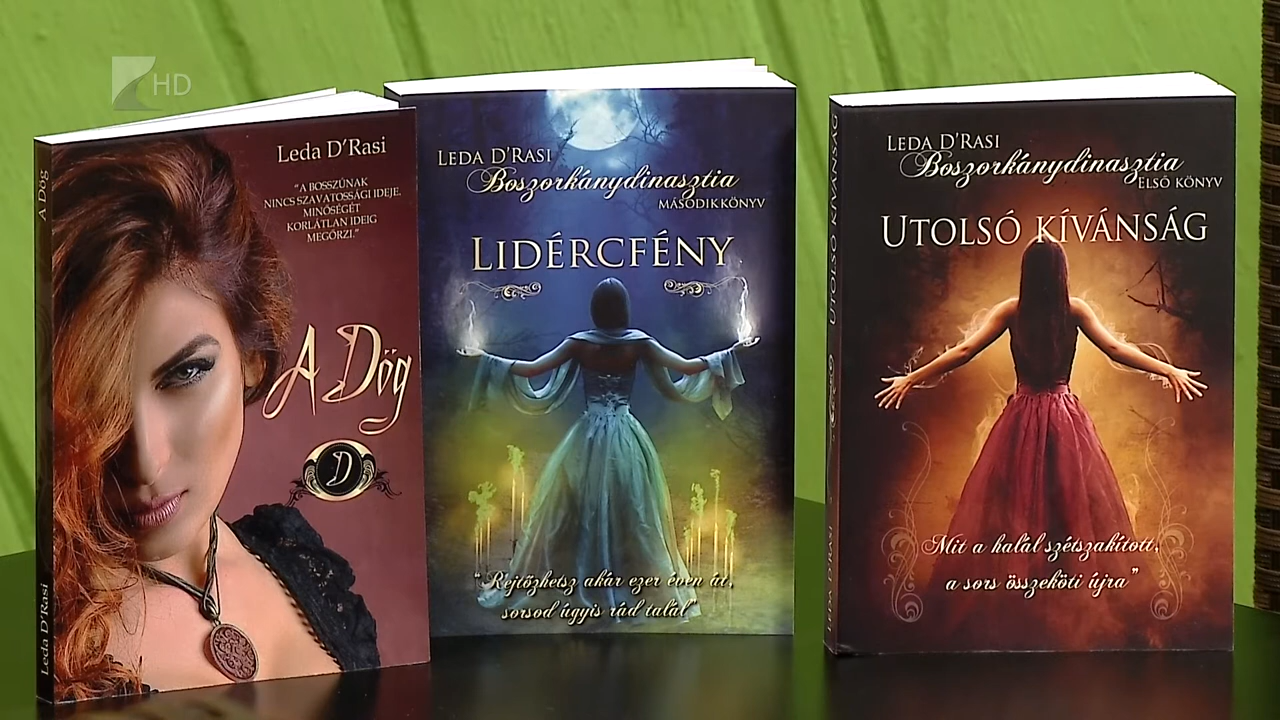 HD
A Dög
Leda D'Rasi
Leda D'Rasi
"A BOSSZÚNAK
NINCS SZAVATOSSÁGI IDEJE.
MINŐSÉGÉT
KORLÁTLAN IDEIG
MEGŐRZI."
A Dög
D
LEDA D'RASI
Boszorkánydinasztia
MÁSODIK KÖNYV
LIDÉRCFÉNY
"Rejtőzhetsz akár ezer éven át,
sorsod úgyis rád talál"
UTOLSÓ KÍVÁNSÁG
LEDA D'RASI
LEDA D'RASI
Boszorkánydinasztia
ELSŐ KÖNYV
UTOLSÓ KÍVÁNSÁG
Mit a halál szétszakított,
a sors összeköti újra"